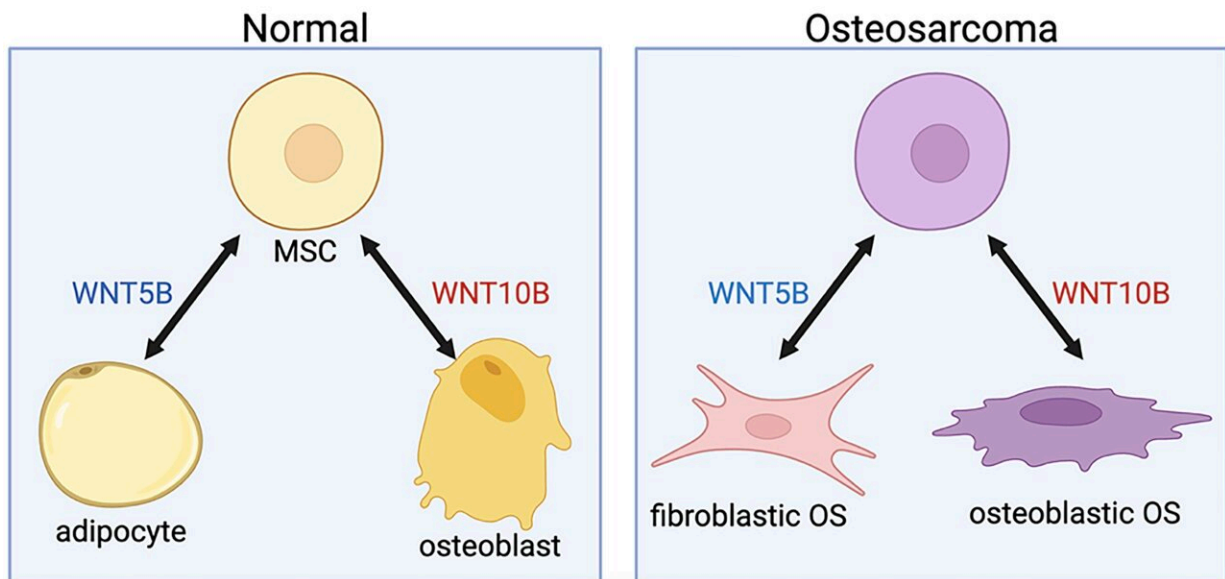 Normal
MSC
WNT5B
WNT10B
adipocyte
osteoblast
Osteosarcoma
WNT5B
WNT10B
fibroblastic OS
osteoblastic OS